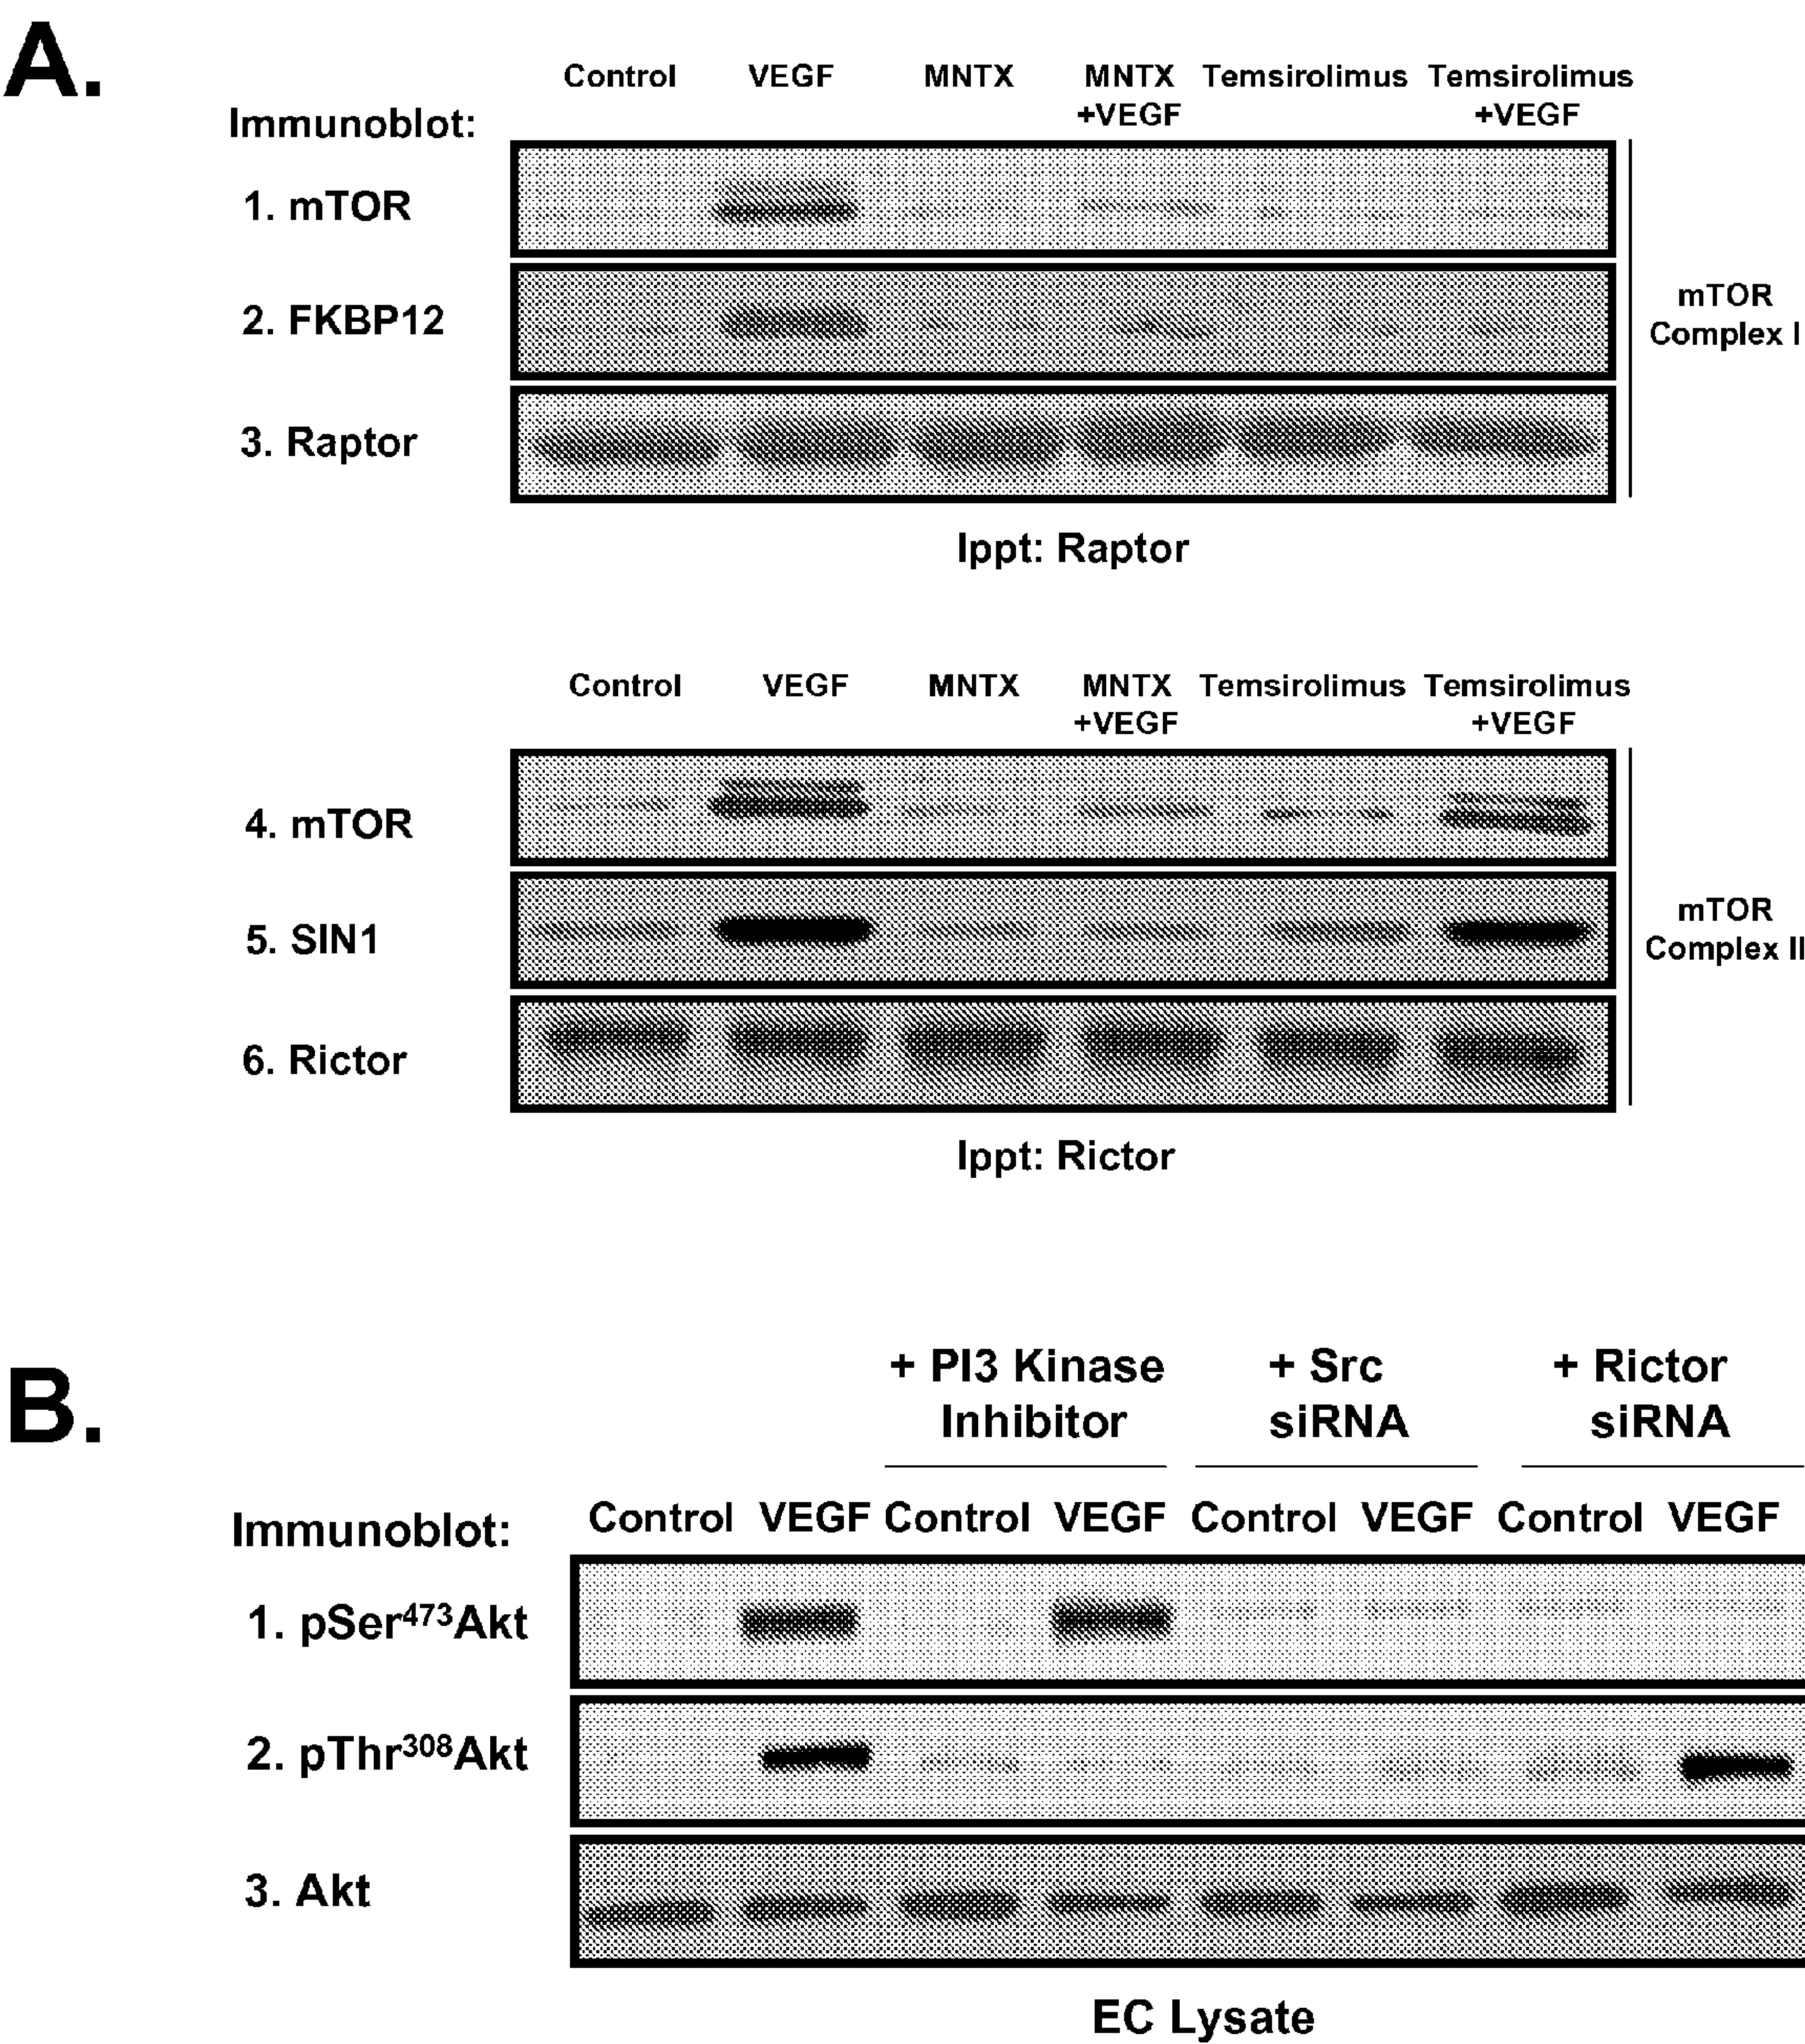 A.
Control VEGF MNTX MNTX Temsirolimus Temsirolimus
+VEGF +VEGF
Immunoblot:
1. mTOR
2. FKBP12
mTOR
Complex I
3. Raptor
Ippt: Raptor
Control VEGF MNTX MNTX Temsirolimus Temsirolimus
+VEGF +VEGF
4. mTOR
5. SIN1
mTOR
Complex II
6. Rictor
Ippt: Rictor
B.
+ PI3 Kinase + Src + Rictor
Inhibitor siRNA siRNA
Control VEGF Control VEGF Control VEGF Control VEGF
Immunoblot:
1. pSer⁴⁷³Akt
2. pThr³⁰⁸Akt
3. Akt
EC Lysate